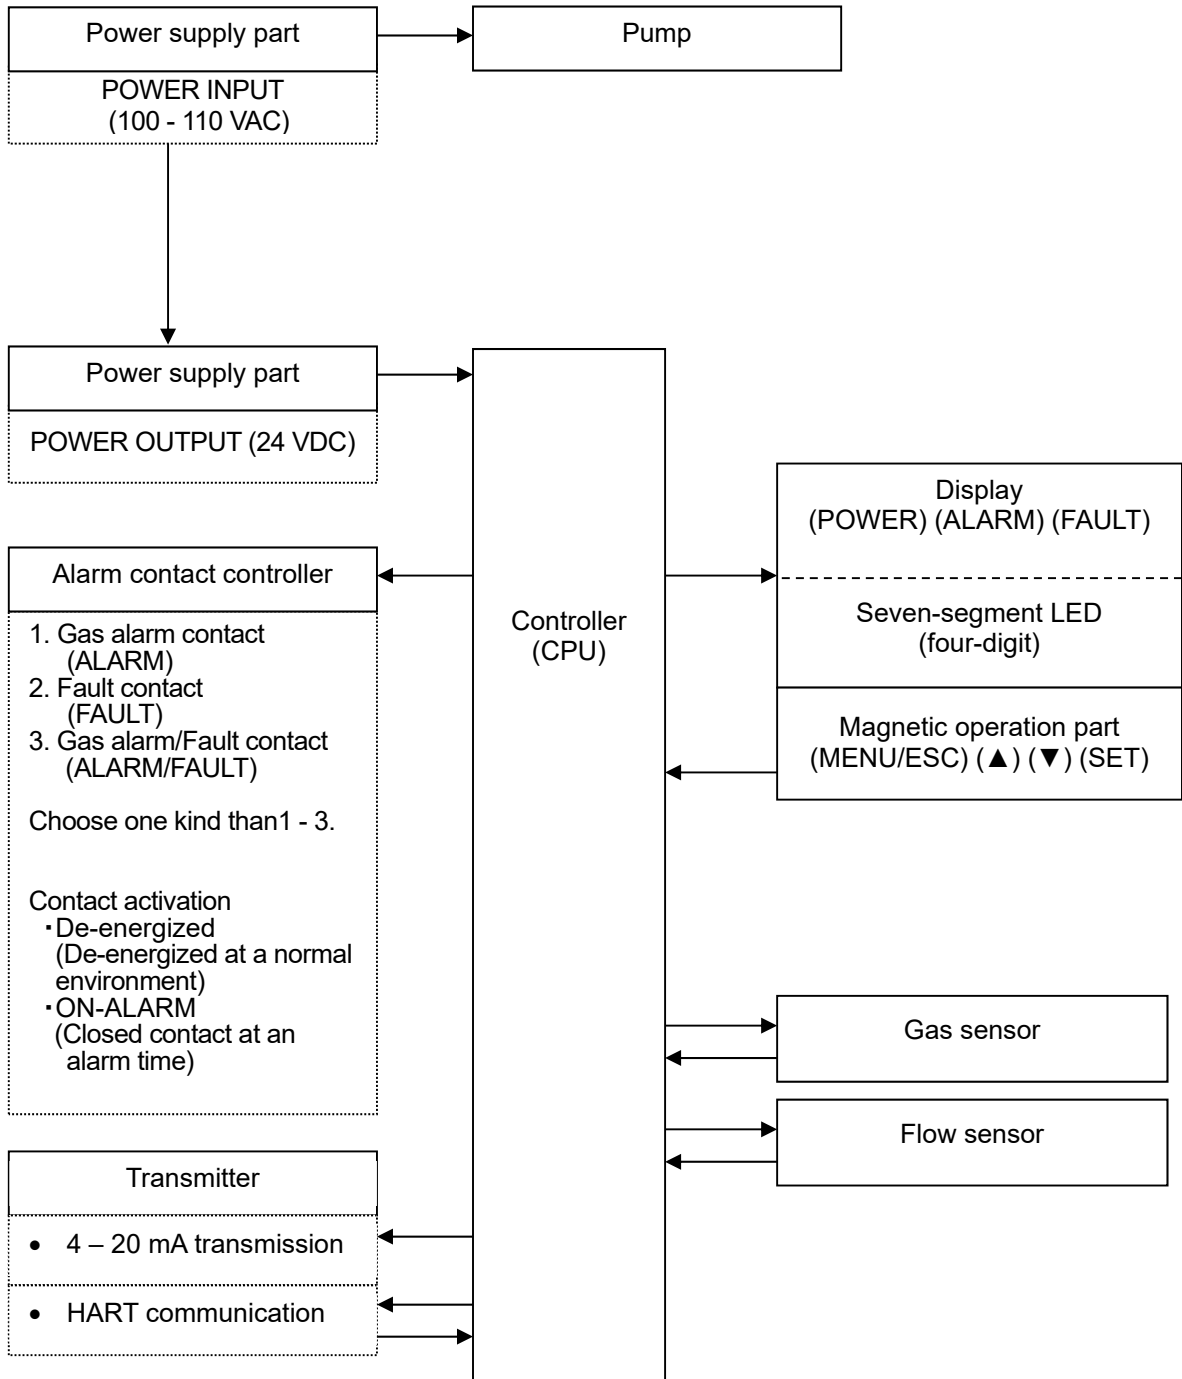 Power supply part
Pump
POWER INPUT
(100 - 110 VAC)
Power supply part
POWER OUTPUT (24 VDC)
Display
(POWER) (ALARM) (FAULT)
Seven-segment LED
(four-digit)
Magnetic operation part
(MENU/ESC) (▲) (▼) (SET)
Controller
(CPU)
Alarm contact controller
1. Gas alarm contact
(ALARM)
2. Fault contact
(FAULT)
3. Gas alarm/Fault contact
(ALARM/FAULT)
Choose one kind than1 - 3.
Contact activation
・De-energized
(De-energized at a normal
environment)
・ON-ALARM
(Closed contact at an
alarm time)
Gas sensor
Flow sensor
Transmitter
• 4 – 20 mA transmission
• HART communication